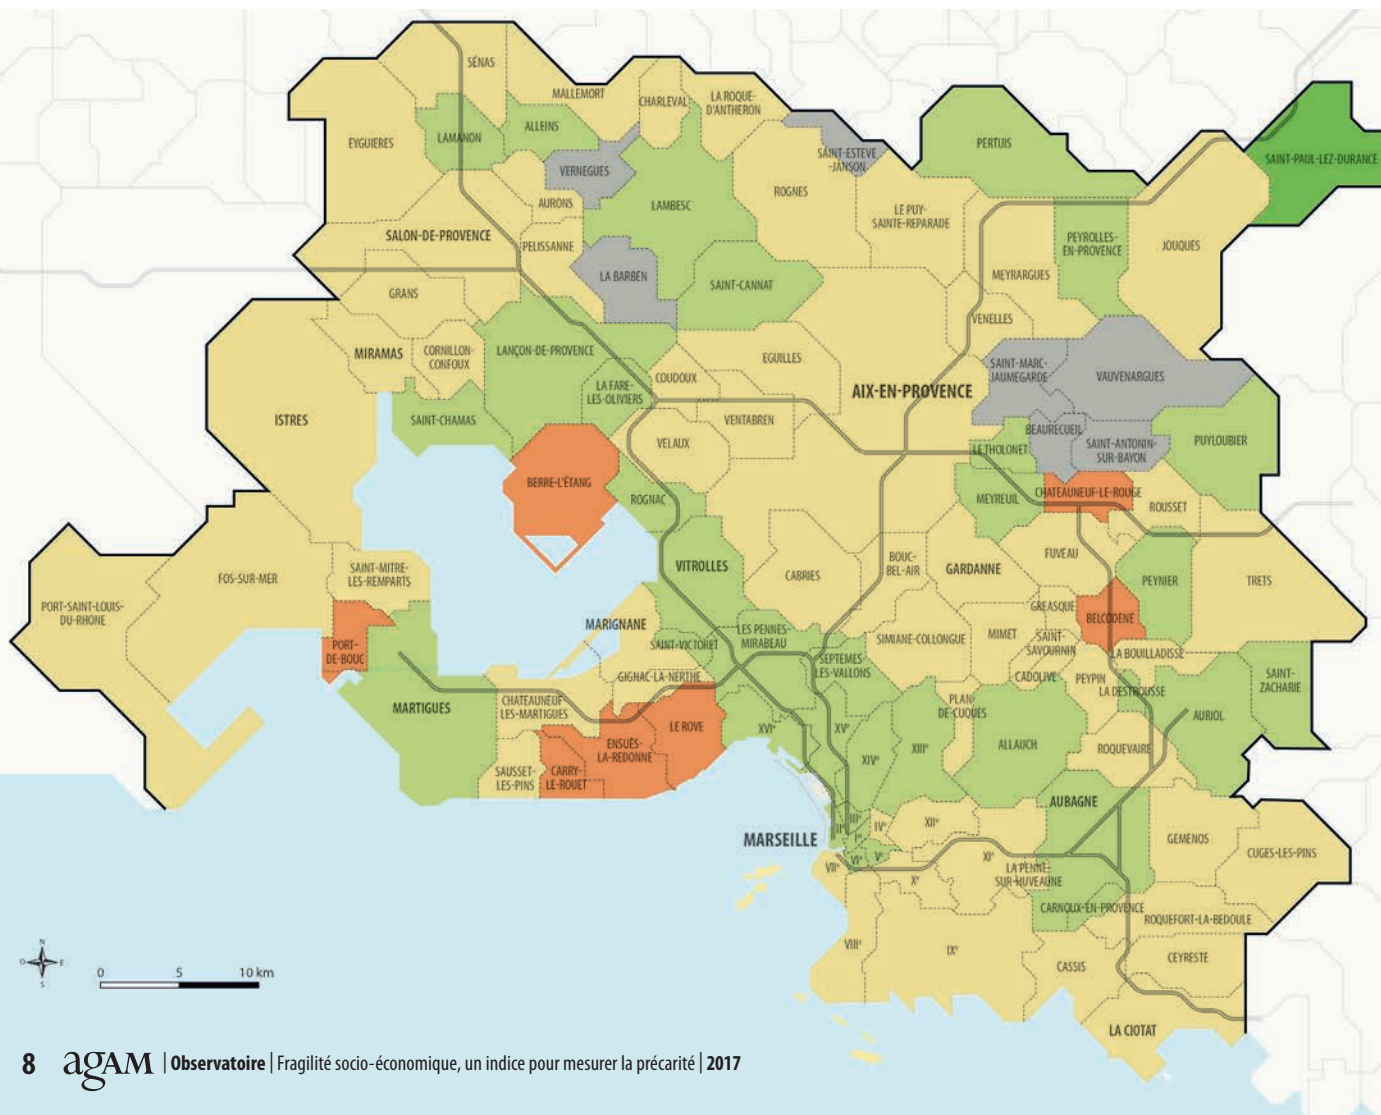 SÉNAS
MALLEMORT
CHARLEVAL
LA ROQUE-
D'ANTHERON
EYGUIERES
LAMANON
ALLEINS
VERNEGUES
SAINT-ESTEVE
-JANSON
PERTUIS
SAINT-PAUL-LEZ-DURANCE
AURONS
LAMBESC
ROGNES
LE PUY-
SAINTE-REPARADE
SALON-DE-PROVENCE
PELISSANNE
PEYROLLES-
EN-PROVENCE
JOUQUES
LA BARBEN
SAINT-CANNAT
MEYRARGUES
GRANS
VENELLES
MIRAMAS
CORNILLON-
CONFOUX
LANÇON-DE-PROVENCE
EGUILLES
SAINT-MARC-
JAUMEGARDE
VAUVENARGUES
LA FARE-
LES-OLIVIERS
COUDOUX
AIX-EN-PROVENCE
ISTRES
SAINT-CHAMAS
VENTABREN
VELAUX
BEAURECUEIL
LE THOLONET
SAINT-ANTONIN-
SUR-BAYON
PUYLOUBIER
BERRE-L'ÉTANG
ROGNAC
MEYREUIL
CHATEAUNEUF-LE-ROUGE
ROUSSET
FOS-SUR-MER
SAINT-MITRE-
LES-REMPARTS
VITROLLES
CABRIES
BOUC-
BEL-AIR
GARDANNE
FUVEAU
PEYNIER
TRETS
PORT-SAINT-LOUIS-
DU-RHONE
MARIGNANE
GREASQUE
BELCODENE
PORT-
DE-BOUC
SAINT-VICTORET
LES PENNES-
MIRABEAU
SIMIANE-COLLONGUE
MIMET
SAINT-
SAVOURNIN
LA BOUILLADISSE
SEPTEMES-
LES-VALLONS
GIGNAC-LA-NERTHE
CADOLIVE
PEYPIN
LA DESTROUSSE
SAINT-
ZACHARIE
MARTIGUES
CHATEAUNEUF-
LES-MARTIGUES
PLAN-
DE-CUQUES
AURIOL
LE ROVE
XVIᵉ
XVᵉ
XIVᵉ
XIIIᵉ
ALLAUCH
ROQUEVAIRE
ENSUÈS-
LA-REDONNE
SAUSSET-
LES-PINS
CARRY-
LE-ROUET
AUBAGNE
MARSEILLE
IIᵉ
IIIᵉ
Iᵉ
IVᵉ
XIIᵉ
GEMENOS
CUGES-LES-PINS
VIIᵉ
VIᵉ
Vᵉ
XIᵉ
LA PENNE-
SUR-HUVEAUNE
Xᵉ
CARNOUX-EN-PROVENCE
ROQUEFORT-LA-BEDOULE
VIIIᵉ
IXᵉ
CASSIS
CEYRESTE
LA CIOTAT
N
O
E
S
0 5 10 km
8 agAM | Observatoire | Fragilité socio-économique, un indice pour mesurer la précarité | 2017